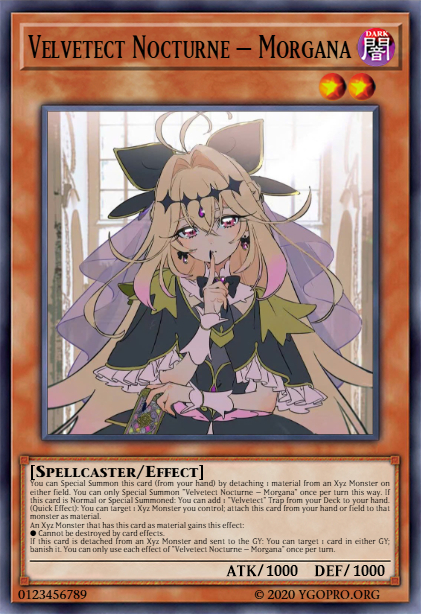 Velvetect Nocturne – Morgana
DARK
闇
[Spellcaster/Effect]
You can Special Summon this card (from your hand) by detaching 1 material from an Xyz Monster on
either field. You can only Special Summon "Velvetect Nocturne – Morgana" once per turn this way. If
this card is Normal or Special Summoned: You can add 1 "Velvetect" Trap from your Deck to your hand.
(Quick Effect): You can target 1 Xyz Monster you control; attach this card from your hand or field to that
monster as material.
An Xyz Monster that has this card as material gains this effect:
● Cannot be destroyed by card effects.
If this card is detached from an Xyz Monster and sent to the GY: You can target 1 card in either GY;
banish it. You can only use each effect of "Velvetect Nocturne – Morgana" once per turn.
ATK/1000 DEF/1000
0123456789 © 2020 YGOPRO.ORG